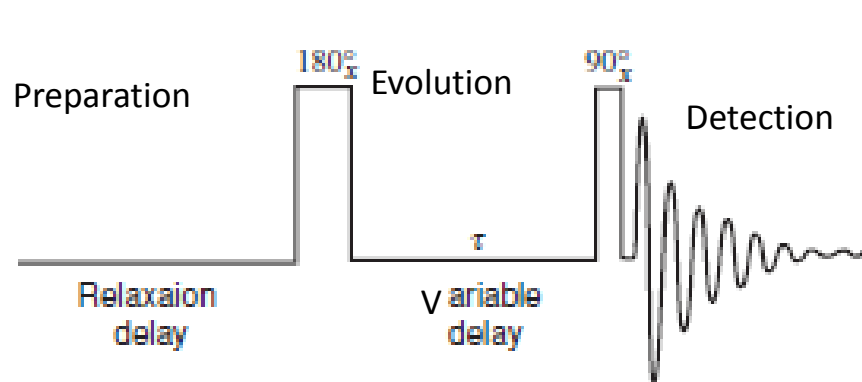 180°x
90°x
Preparation
Evolution
Detection
τ
Relaxaion
delay
V ariable
delay